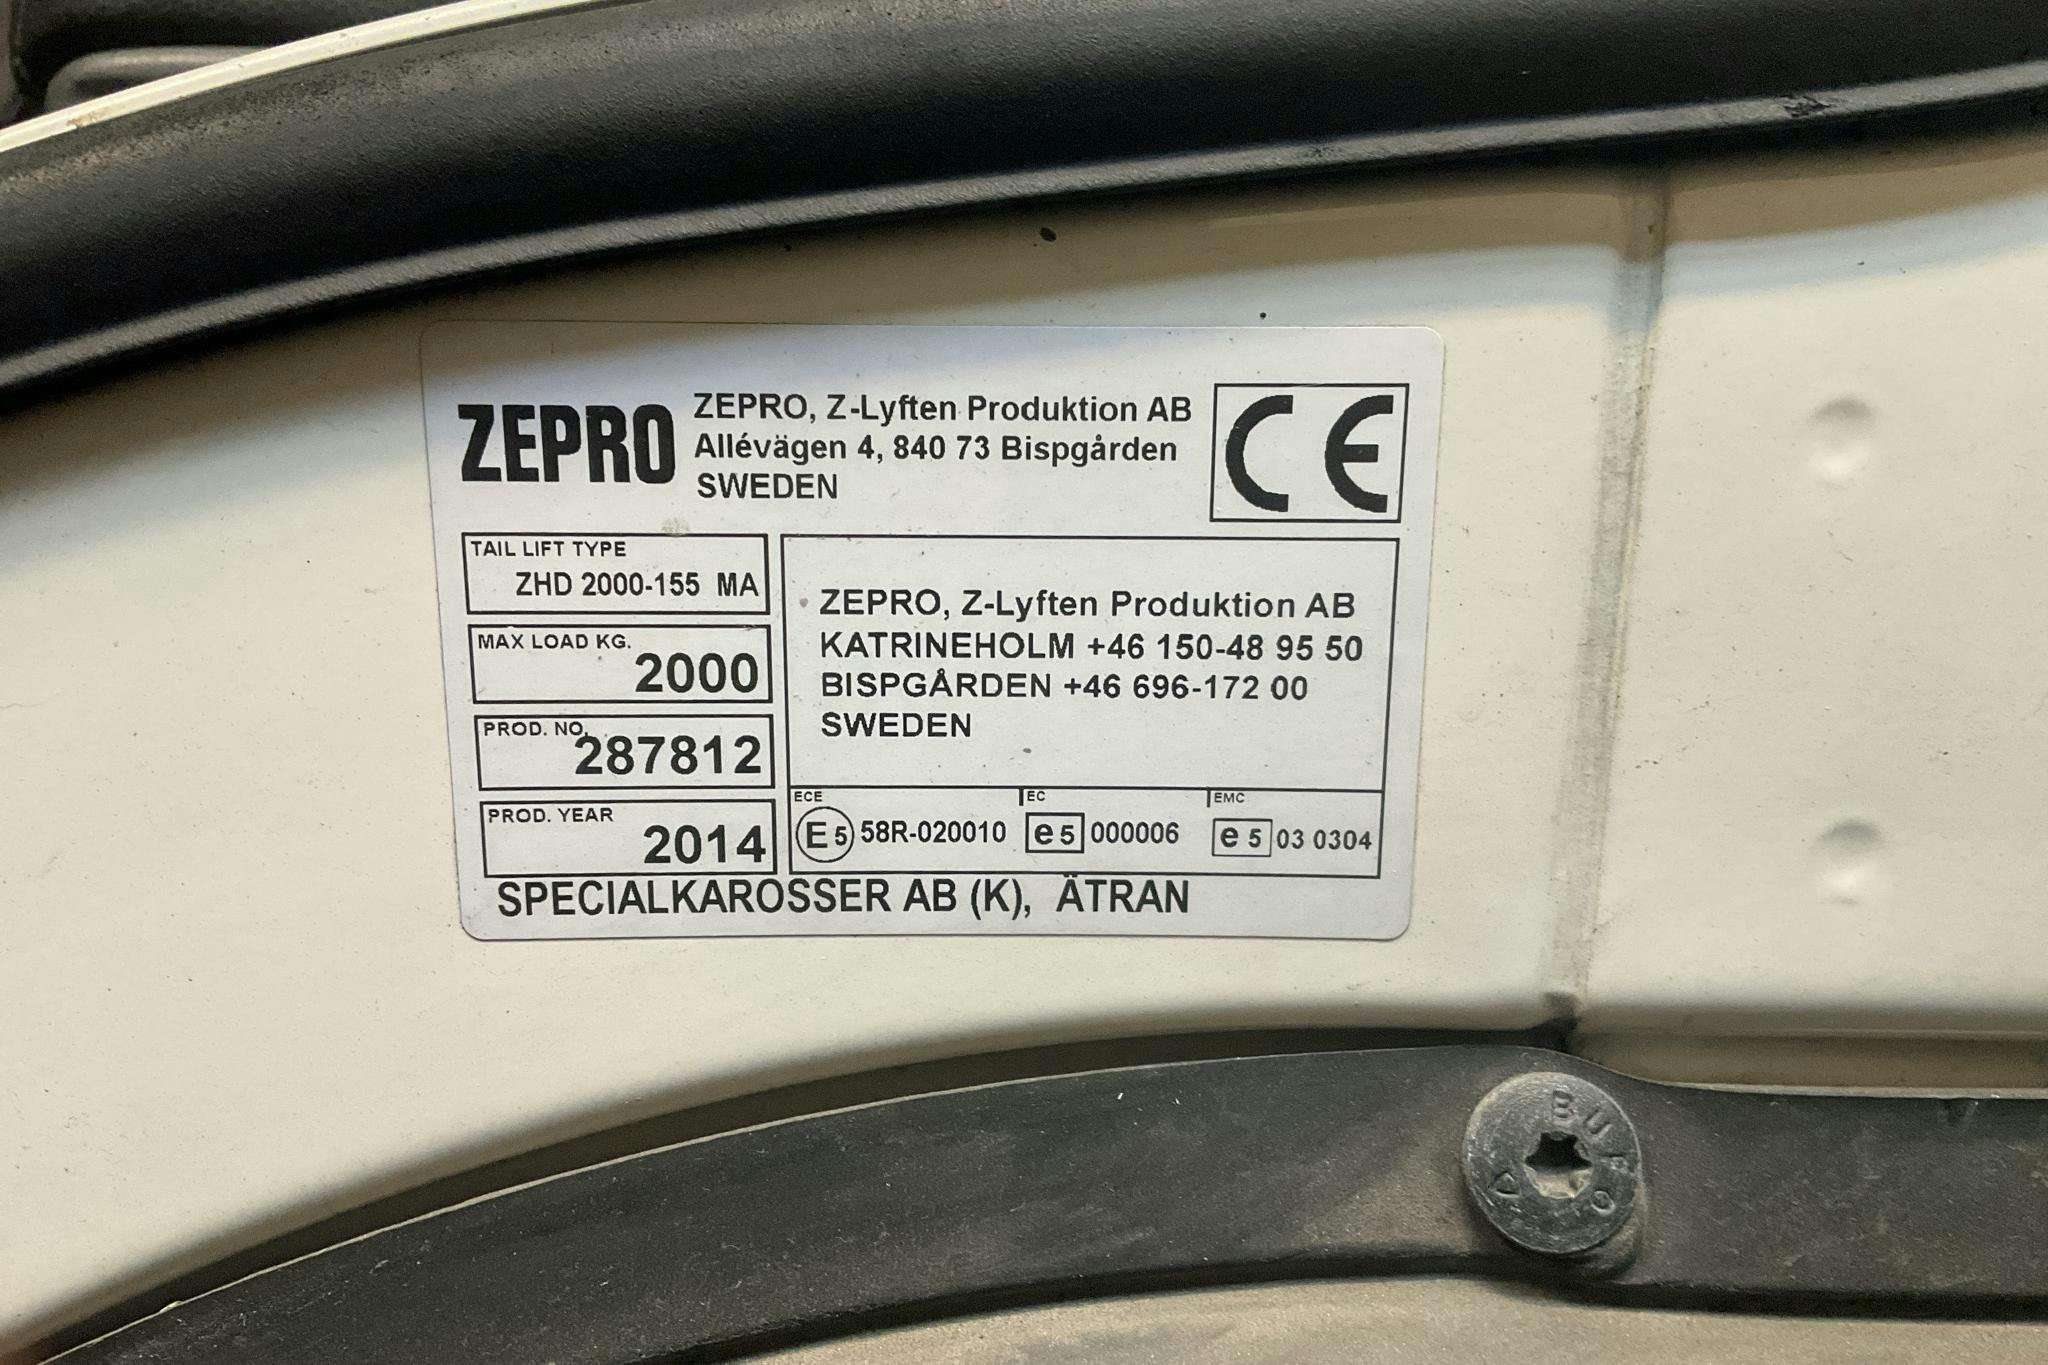 ZEPRO
ZEPRO, Z-Lyften Produktion AB
Allévägen 4, 840 73 Bispgården
SWEDEN
CE
TAIL LIFT TYPE
ZHD 2000-155 MA
MAX LOAD KG.
2000
PROD. NO.
287812
PROD. YEAR
2014
ZEPRO, Z-Lyften Produktion AB
KATRINEHOLM +46 150-48 95 50
BISPGÅRDEN +46 696-172 00
SWEDEN
ECE
E5 58R-020010
EC
e5 000006
EMC
e 5 03 0304
SPECIALKAROSSER AB (K), ÄTRAN
BUFO